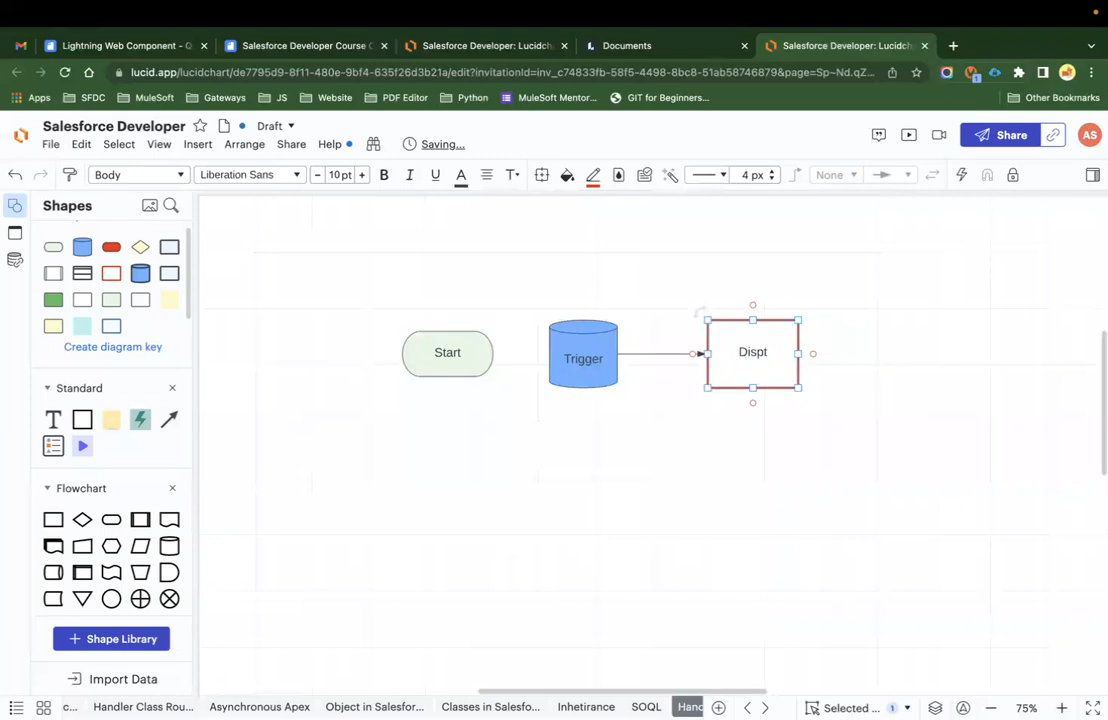 Lightning Web Component - Q
Salesforce Developer Course C
Salesforce Developer: Lucidch
Documents
Salesforce Developer: Lucidch
lucid.app/lucidchart/de7795d9-8f11-480e-9bf4-635f26d3b21a/edit?invitationId=inv_c74833fb-58f5-4498-8bc8-51ab58746879&page=Sp~Nd.qZ...
Apps SFDC MuleSoft Gateways JS Website PDF Editor Python MuleSoft Mentor... GIT for Beginners... Other Bookmarks
Salesforce Developer Draft
Share AS
File Edit Select View Insert Arrange Share Help Saving...
Body Liberation Sans 10 pt B I U A T 4 px None
Shapes
Create diagram key
Standard
T
Flowchart
Shape Library
Import Data
Start
Trigger
Dispt
c... Handler Class Rou... Asynchronous Apex Object in Salesfor... Classes in Salesfo... Inhetirance SOQL Hanc Selected ... 1 75%